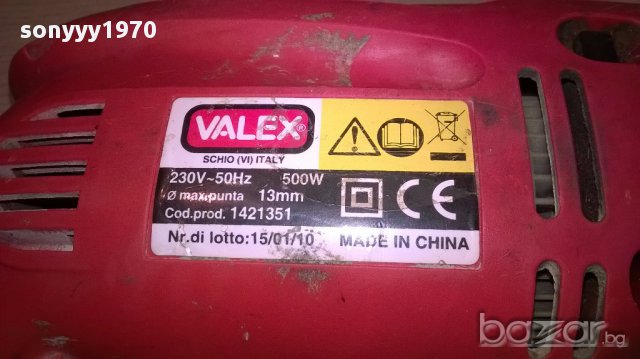 sonyyy1970
VALEX®
SCHIO (VI) ITALY
230V~50Hz 500W
Ø max.punta 13mm
Cod.prod. 1421351
CE
Nr.di lotto:15/01/10 MADE IN CHINA
bazar.bg